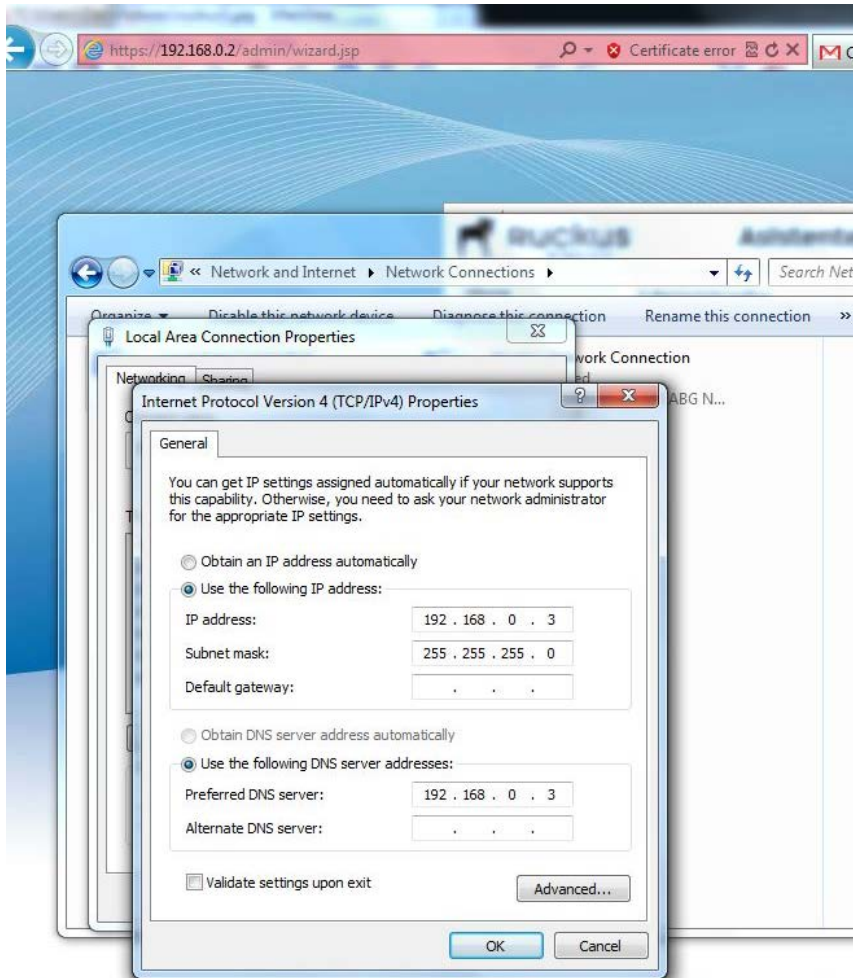 https://192.168.0.2/admin/wizard.jsp
Certificate error
RUCKUS
Asistente
« Network and Internet ▸ Network Connections ▸
Search Net
Organize
Disable this network device
Diagnose this connection
Rename this connection
»
Local Area Connection Properties
work Connection
ABG N...
Networking
Sharing
Internet Protocol Version 4 (TCP/IPv4) Properties
General
You can get IP settings assigned automatically if your network supports
this capability. Otherwise, you need to ask your network administrator
for the appropriate IP settings.
Obtain an IP address automatically
Use the following IP address:
IP address: 192 . 168 . 0 . 3
Subnet mask: 255 . 255 . 255 . 0
Default gateway: . . .
Obtain DNS server address automatically
Use the following DNS server addresses:
Preferred DNS server: 192 . 168 . 0 . 3
Alternate DNS server: . . .
Validate settings upon exit
Advanced...
OK
Cancel